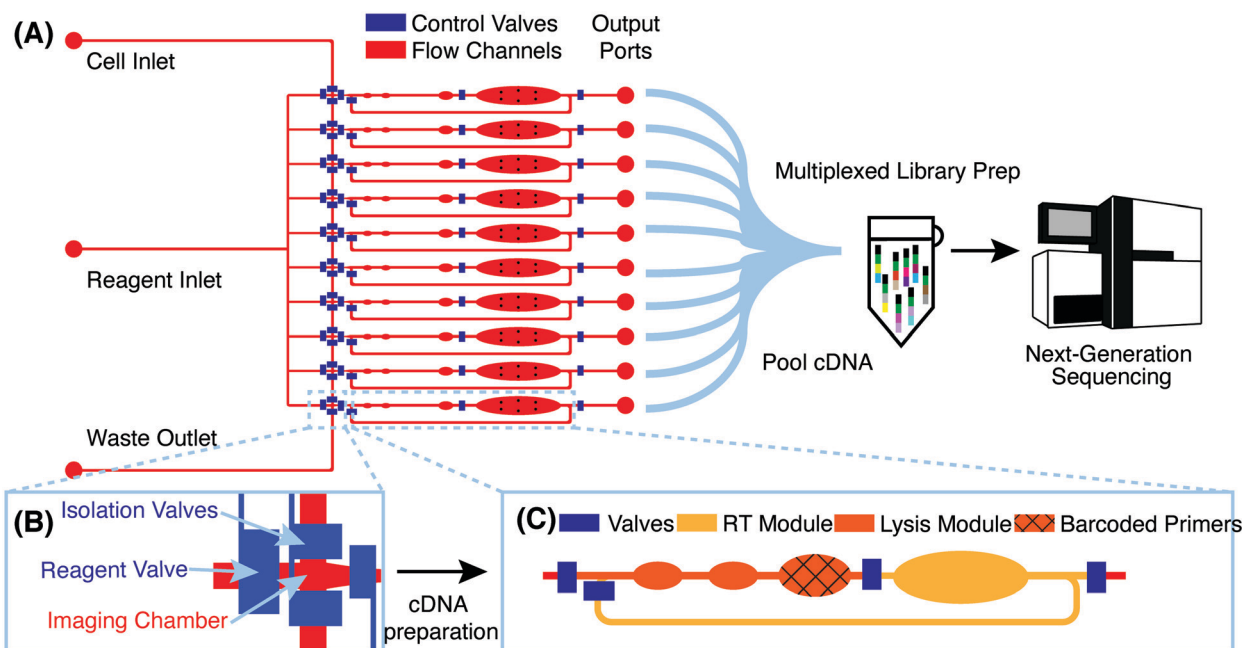 (A)
Cell Inlet
Control Valves
Flow Channels
Output
Ports
Reagent Inlet
Waste Outlet
Multiplexed Library Prep
Pool cDNA
Next-Generation
Sequencing
(B)
Isolation Valves
Reagent Valve
Imaging Chamber
cDNA
preparation
(C)
Valves
RT Module
Lysis Module
Barcoded Primers